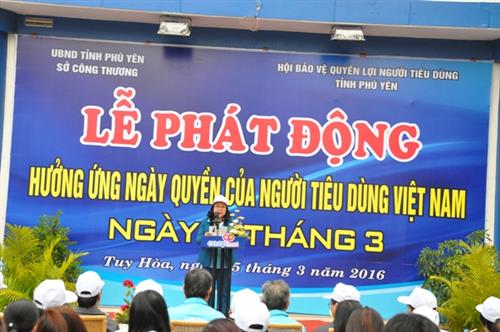 UBND TỈNH PHÚ YÊN
SỞ CÔNG THƯƠNG
HỘI BẢO VỆ QUYỀN LỢI NGƯỜI TIÊU DÙNG
TỈNH PHÚ YÊN
LỄ PHÁT ĐỘNG
HƯỞNG ỨNG NGÀY QUYỀN CỦA NGƯỜI TIÊU DÙNG VIỆT NAM
NGÀY THÁNG 3
Tuy Hòa, 5 tháng 3 năm 2016